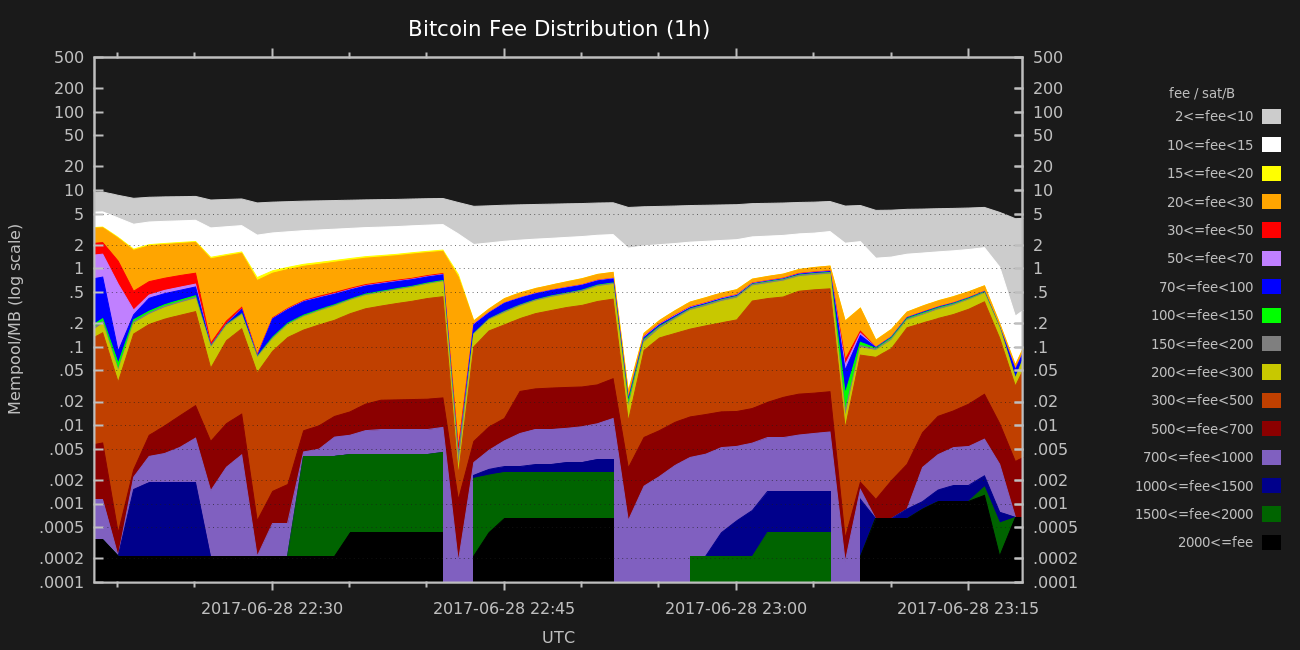 Bitcoin Fee Distribution (1h)
Mempool/MB (log scale)
500
200
100
50
20
10
5
2
1
.5
.2
.1
.05
.02
.01
.005
.002
.001
.0005
.0002
.0001
500
200
100
50
20
10
5
2
1
.5
.2
.1
.05
.02
.01
.005
.002
.001
.0005
.0002
.0001
2017-06-28 22:30
2017-06-28 22:45
2017-06-28 23:00
2017-06-28 23:15
UTC
fee / sat/B
2<=fee<10
10<=fee<15
15<=fee<20
20<=fee<30
30<=fee<50
50<=fee<70
70<=fee<100
100<=fee<150
150<=fee<200
200<=fee<300
300<=fee<500
500<=fee<700
700<=fee<1000
1000<=fee<1500
1500<=fee<2000
2000<=fee